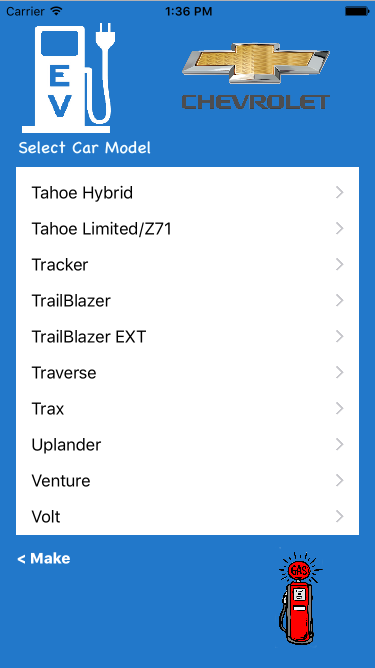 Carrier 1:36 PM
EV
CHEVROLET
Select Car Model
Tahoe Hybrid
Tahoe Limited/Z71
Tracker
TrailBlazer
TrailBlazer EXT
Traverse
Trax
Uplander
Venture
Volt
< Make
GAS